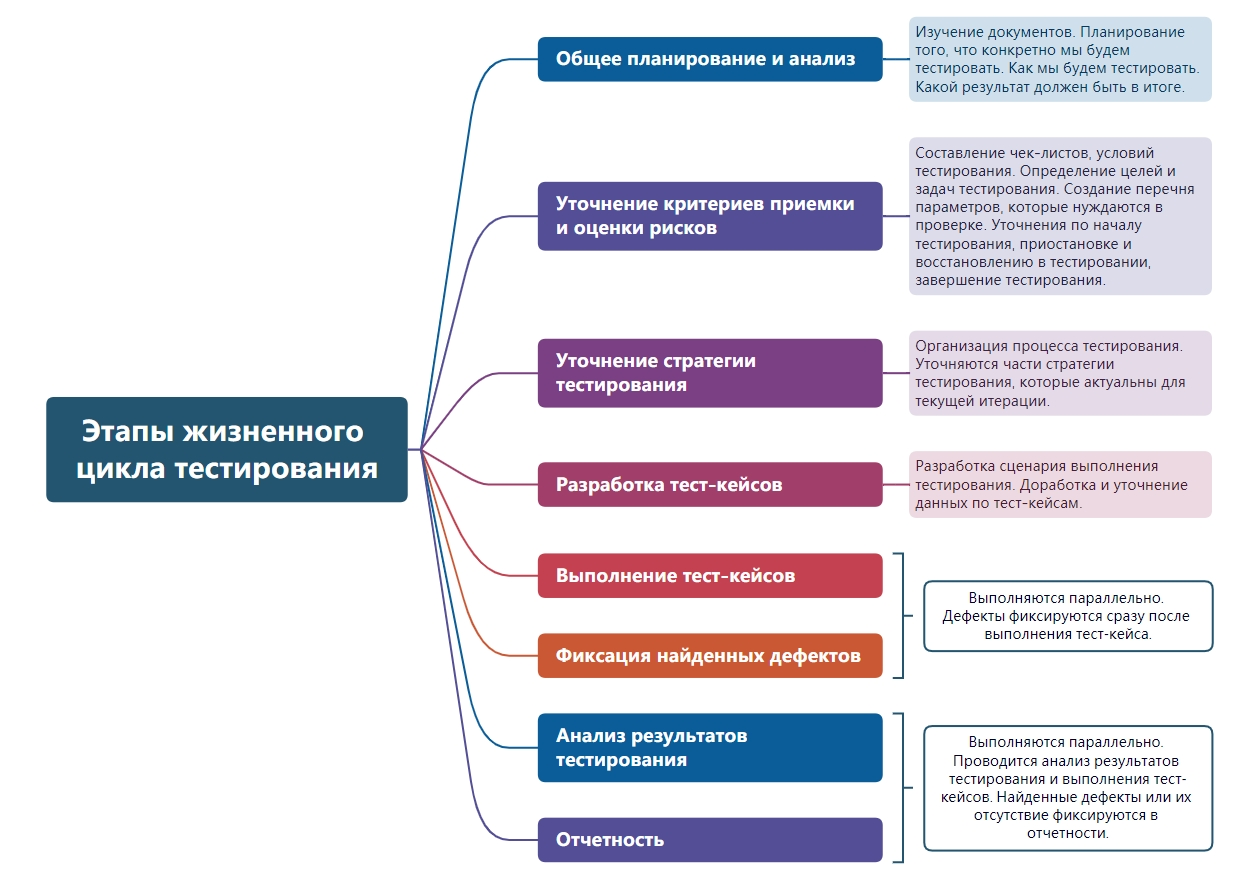 Этапы жизненного
цикла тестирования
Общее планирование и анализ
Изучение документов. Планирование
того, что конкретно мы будем
тестировать. Как мы будем тестировать.
Какой результат должен быть в итоге.
Уточнение критериев приемки
и оценки рисков
Составление чек-листов, условий
тестирования. Определение целей и
задач тестирования. Создание перечня
параметров, которые нуждаются в
проверке. Уточнения по началу
тестирования, приостановке и
восстановлению в тестировании,
завершение тестирования.
Уточнение стратегии
тестирования
Организация процесса тестирования.
Уточняются части стратегии
тестирования, которые актуальны для
текущей итерации.
Разработка тест-кейсов
Разработка сценария выполнения
тестирования. Доработка и уточнение
данных по тест-кейсам.
Выполнение тест-кейсов
Фиксация найденных дефектов
Выполняются параллельно.
Дефекты фиксируются сразу после
выполнения тест-кейса.
Анализ результатов
тестирования
Отчетность
Выполняются параллельно.
Проводится анализ результатов
тестирования и выполнения тест-
кейсов. Найденные дефекты или их
отсутствие фиксируются в
отчетности.